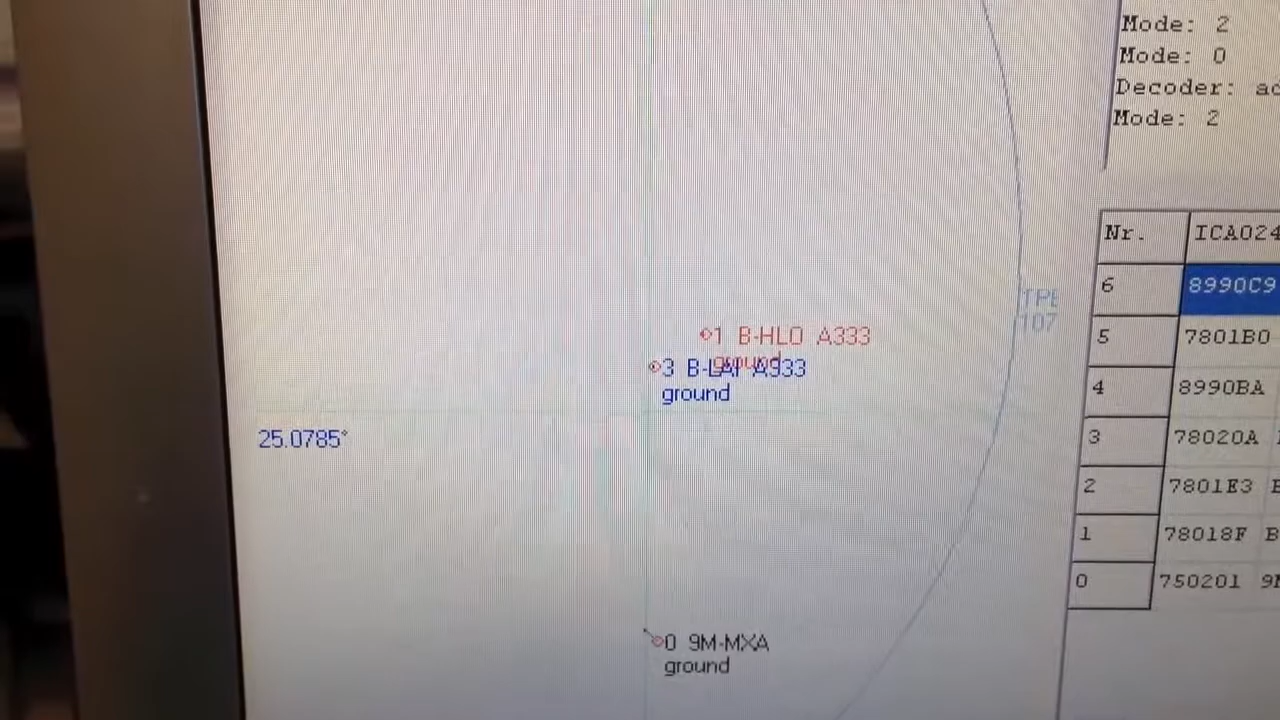 Mode: 2
Mode: 0
Decoder:
Mode: 2
Nr. ICAO24
6 8990C9
5 7801B0
4 8990BA
3 78020A
2 7801E3
1 78018F B
0 750201 9M
TPE
107
1 B-HLO A333
ground
3 A333
ground
25.0785°
0 9M-MXA
ground